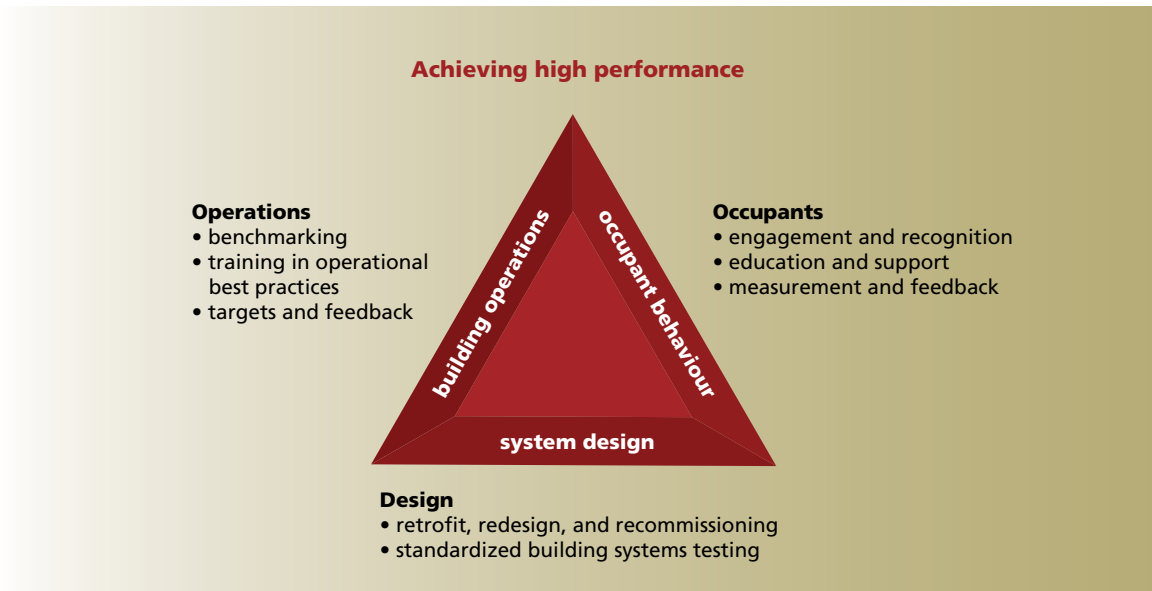 Achieving high performance
Operations
• benchmarking
• training in operational
best practices
• targets and feedback
building operations
occupant behaviour
system design
Occupants
• engagement and recognition
• education and support
• measurement and feedback
Design
• retrofit, redesign, and recommissioning
• standardized building systems testing